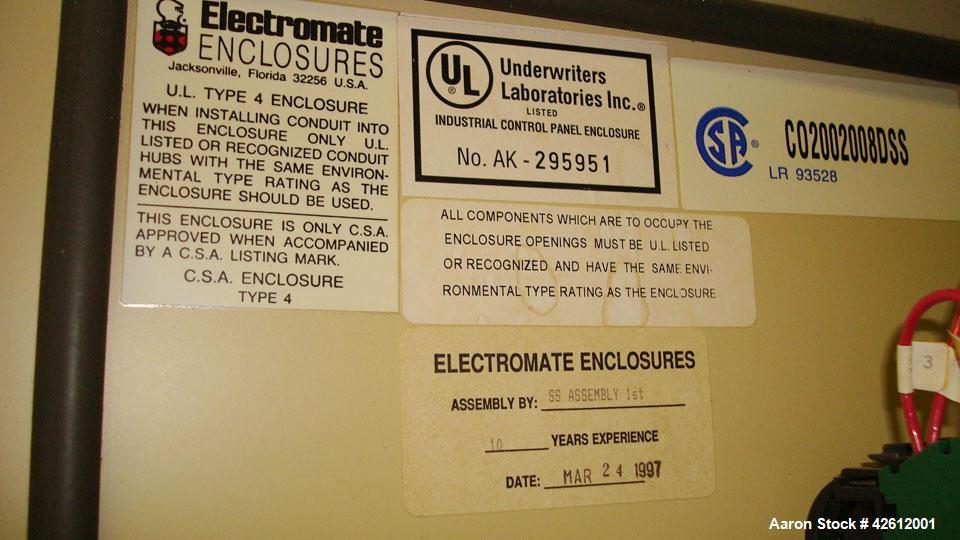 Electromate
ENCLOSURES
Jacksonville, Florida 32256 U.S.A.
U.L. TYPE 4 ENCLOSURE
WHEN INSTALLING CONDUIT INTO
THIS ENCLOSURE ONLY U.L.
LISTED OR RECOGNIZED CONDUIT
HUBS WITH THE SAME ENVIRON-
MENTAL TYPE RATING AS THE
ENCLOSURE SHOULD BE USED.
THIS ENCLOSURE IS ONLY C.S.A.
APPROVED WHEN ACCOMPANIED
BY A C.S.A. LISTING MARK.
C.S.A. ENCLOSURE
TYPE 4
UL ®
Underwriters
Laboratories Inc.®
LISTED
INDUSTRIAL CONTROL PANEL ENCLOSURE
No. AK - 295951
CSA ®
CO2002008DSS
LR 93528
ALL COMPONENTS WHICH ARE TO OCCUPY THE
ENCLOSURE OPENINGS MUST BE U.L. LISTED
OR RECOGNIZED AND HAVE THE SAME ENVI-
RONMENTAL TYPE RATING AS THE ENCLOSURE
ELECTROMATE ENCLOSURES
ASSEMBLY BY: SS ASSEMBLY 1st
10 YEARS EXPERIENCE
DATE: MAR 24 1997
3
Aaron Stock # 42612001